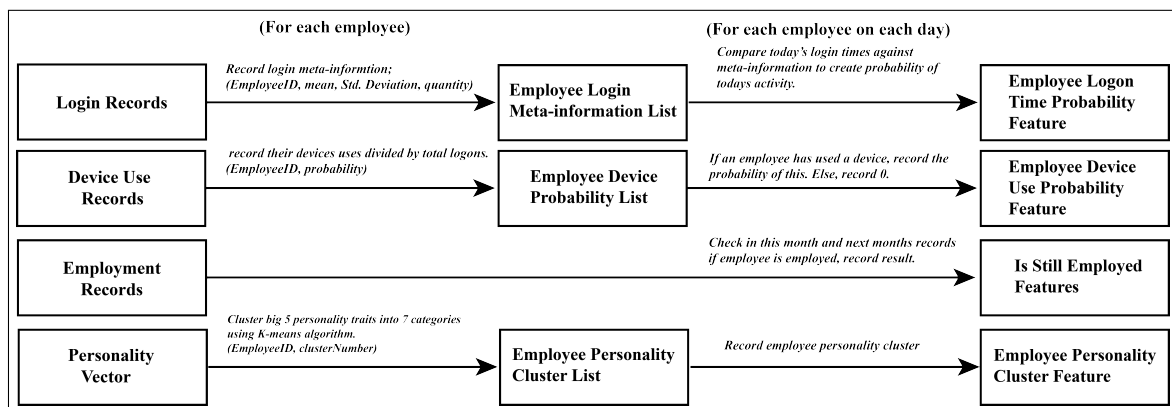 (For each employee)
(For each employee on each day)
Login Records
Record login meta-informtion;
(EmployeeID, mean, Std. Deviation, quantity)
Employee Login
Meta-information List
Compare today's login times against
meta-information to create probability of
todays activity.
Employee Logon
Time Probability
Feature
Device Use
Records
record their devices uses divided by total logons.
(EmployeeID, probability)
Employee Device
Probability List
If an employee has used a device, record the
probability of this. Else, record 0.
Employee Device
Use Probability
Feature
Employment
Records
Check in this month and next months records
if employee is employed, record result.
Is Still Employed
Features
Personality
Vector
Cluster big 5 personality traits into 7 categories
using K-means algorithm.
(EmployeeID, clusterNumber)
Employee Personality
Cluster List
Record employee personality cluster
Employee Personality
Cluster Feature